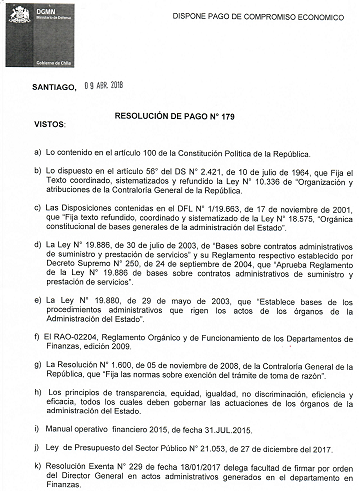 DGMN
Ministerio de Defensa
Gobierno de Chile
DISPONE PAGO DE COMPROMISO ECONOMICO
SANTIAGO, 09 ABR. 2018
RESOLUCIÓN DE PAGO N° 179
VISTOS:
a) Lo contenido en el artículo 100 de la Constitución Política de la República.
b) Lo dispuesto en el artículo 56° del DS N° 2.421, de 10 de julio de 1964, que Fija el
Texto coordinado, sistematizados y refundido la Ley N° 10.336 de "Organización y
atribuciones de la Contraloría General de la República.
c) Las Disposiciones contenidas en el DFL N° 1/19.663, de 17 de noviembre de 2001,
que "Fija texto refundido, coordinado y sistematizado de la Ley N° 18.575, "Orgánica
constitucional de bases generales de la administración del Estado".
d) La Ley N° 19.886, de 30 de julio de 2003, de "Bases sobre contratos administrativos
de suministro y prestación de servicios" y su Reglamento respectivo establecido por
Decreto Supremo N° 250, de 24 de septiembre de 2004, que "Aprueba Reglamento
de la Ley N° 19.886 de bases sobre contratos administrativos de suministro y
prestación de servicios".
e) La Ley N° 19.880, de 29 de mayo de 2003, que "Establece bases de los
procedimientos administrativos que rigen los actos de los órganos de la
Administración del Estado".
f) El RAO-02204, Reglamento Orgánico y de Funcionamiento de los Departamentos de
Finanzas, edición 2009.
g) La Resolución N° 1.600, de 05 de noviembre de 2008, de la Contraloría General de la
República, que "Fija las normas sobre exención del trámite de toma de razón".
h) Los principios de transparencia, equidad, igualdad, no discriminación, eficiencia y
eficacia, todos los cuales deben gobernar las actuaciones de los órganos de la
administración del Estado.
i) Manual operativo financiero 2015, de fecha 31.JUL.2015.
j) Ley de Presupuesto del Sector Público N° 21.053, de 27 de diciembre del 2017.
k) Resolución Exenta N° 229 de fecha 18/01/2017 delega facultad de firmar por orden
del Director General en actos administrativos generados en el departamento en
Finanzas.